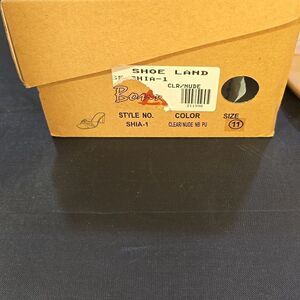 SHOE LAND
SHIA-1
CLR/NUDE
STYLE NO. COLOR SIZE
SHIA-1 CLEAR/NUDE NB PU 11